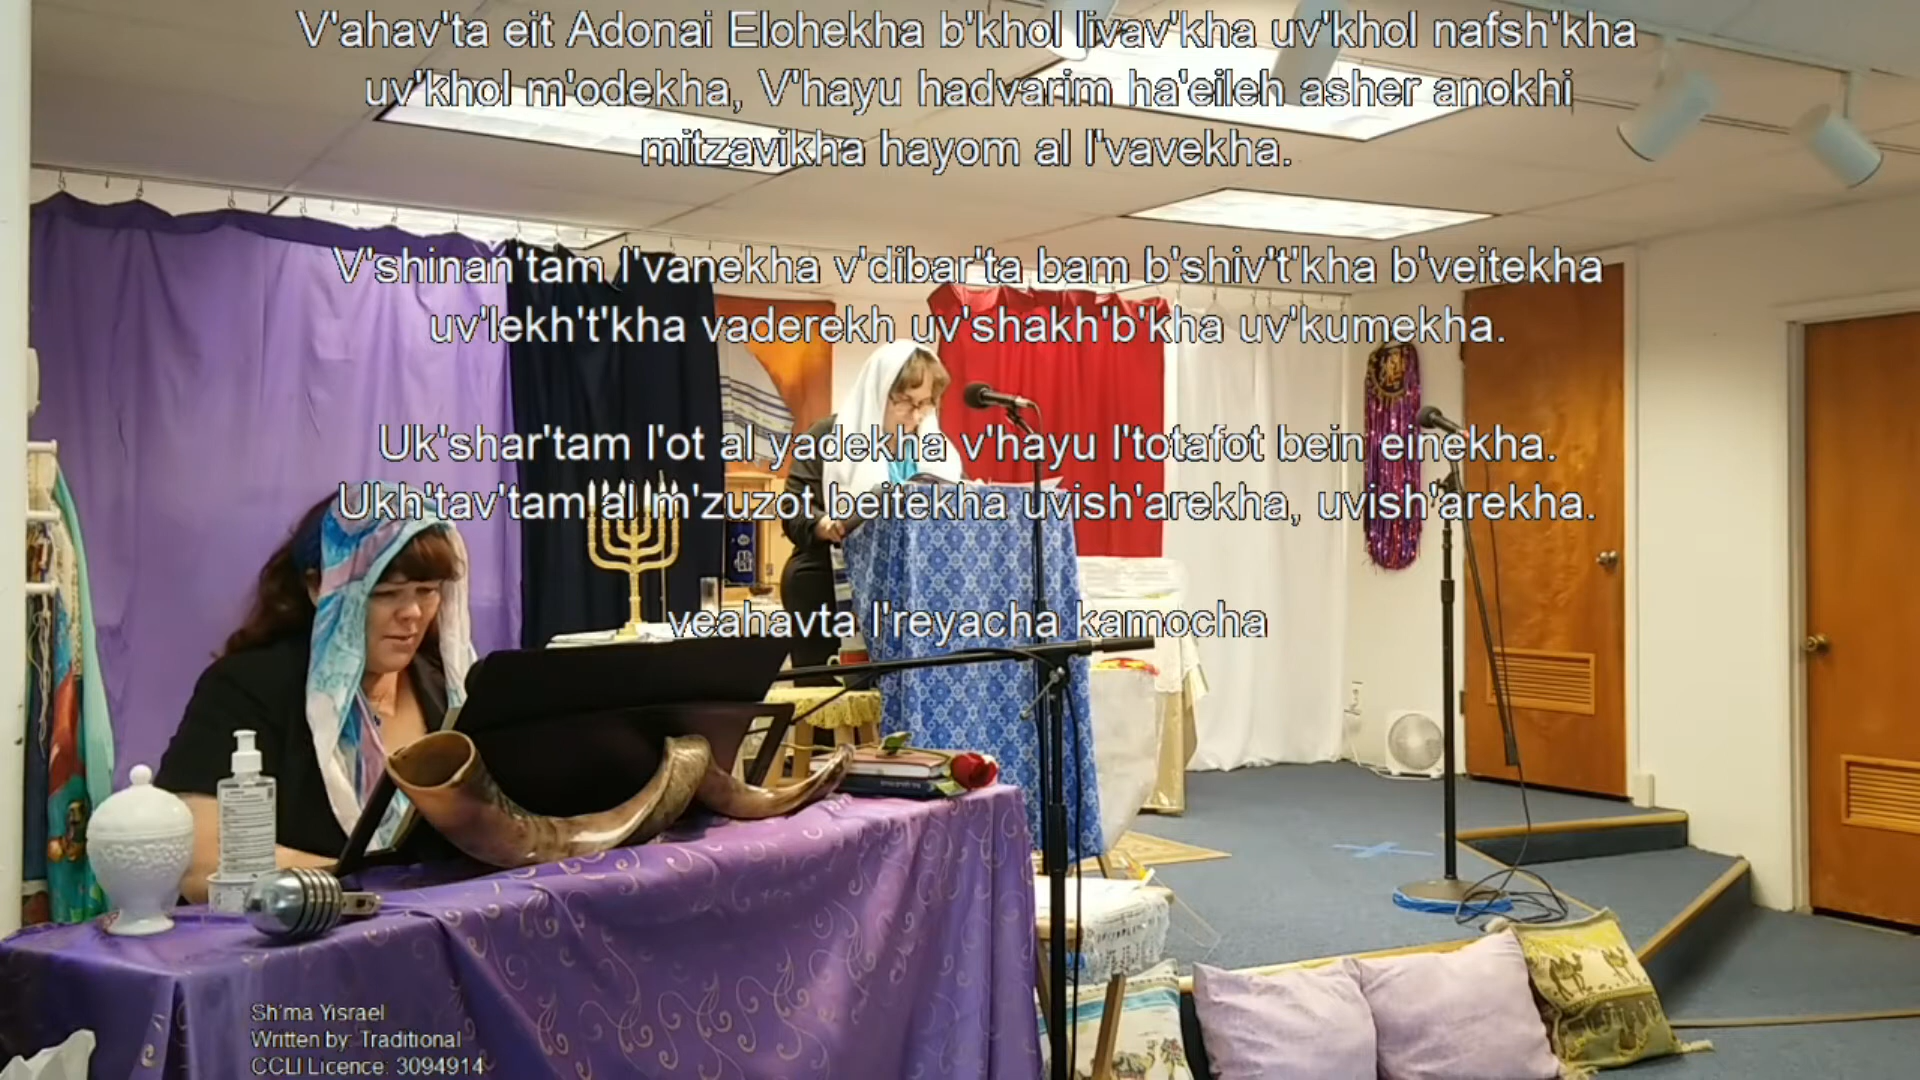 V'ahav'ta eit Adonai Elohekha b'khol livav'kha uv'khol nafsh'kha
uv'khol m'odekha, V'hayu hadvarim ha'eileh asher anokhi
mitzavikha hayom al l'vavekha.
V'shinan'tam l'vanekha v'dibar'ta bam b'shiv't'kha b'veitekha
uv'lekh't'kha vaderekh uv'shakh'b'kha uv'kumekha.
Uk'shar'tam l'ot al yadekha v'hayu l'totafot bein einekha.
Ukh'tav'tam al m'zuzot beitekha uvish'arekha, uvish'arekha.
veahavta l'reyacha kamocha
Sh'ma Yisrael
Written by: Traditional
CCLI Licence: 3094914